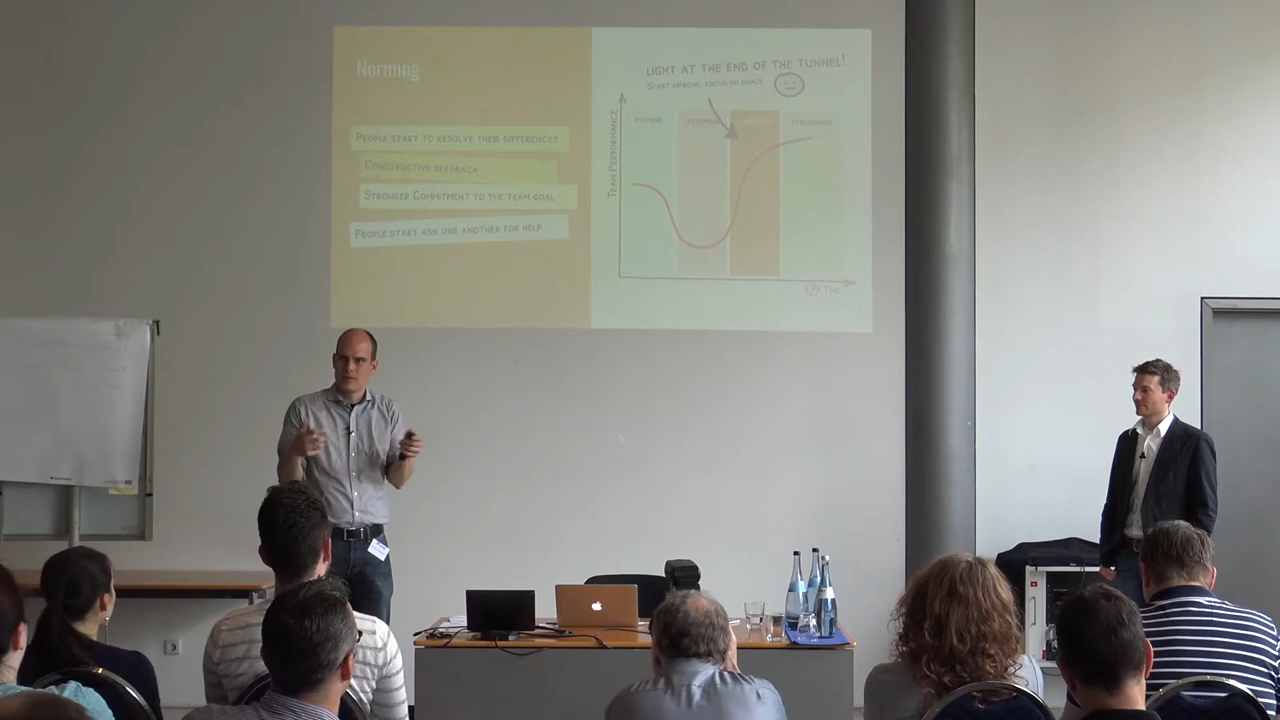 Norming
PEOPLE START TO RESOLVE THEIR DIFFERENCES
CONSTRUCTIVE FEEDBACK
STRONGER COMMITMENT TO THE TEAM GOAL
PEOPLE START ASK ONE ANOTHER FOR HELP
LIGHT AT THE END OF THE TUNNEL!
START IMPROVE, FOCUS ON GOALS
TEAM PERFORMANCE
FORMING
STORMING